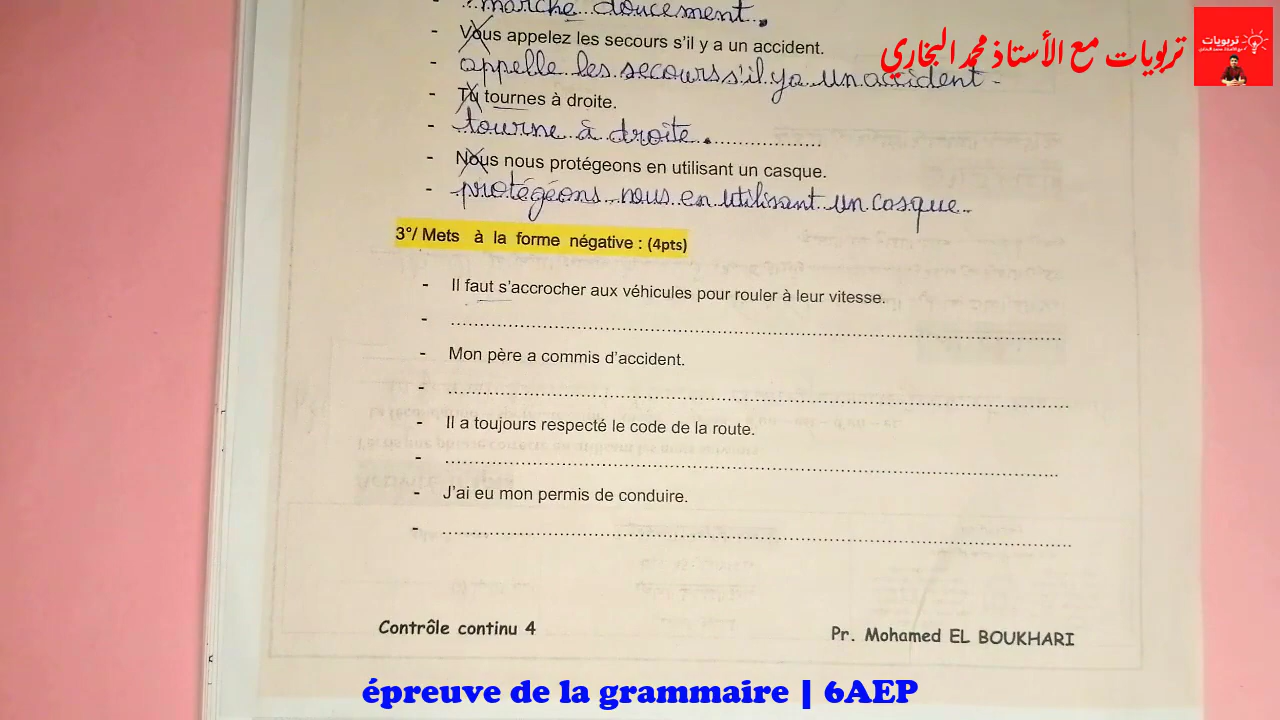 - marche doucement.
- Vous appelez les secours s'il y a un accident.
- appelle les secours s'il y a un accident -
- Tu tournes à droite.
- tourne à droite.
- Nous nous protégeons en utilisant un casque.
- protégéons nous en utilisant un casque.
3°/ Mets à la forme négative : (4pts)
- Il faut s'accrocher aux véhicules pour rouler à leur vitesse.
-
- Mon père a commis d'accident.
-
- Il a toujours respecté le code de la route.
-
- J'ai eu mon permis de conduire.
-
Contrôle continu 4
Pr. Mohamed EL BOUKHARI
تربويات مع الأستاذ محمد البخاري
تربويات
épreuve de la grammaire | 6AEP